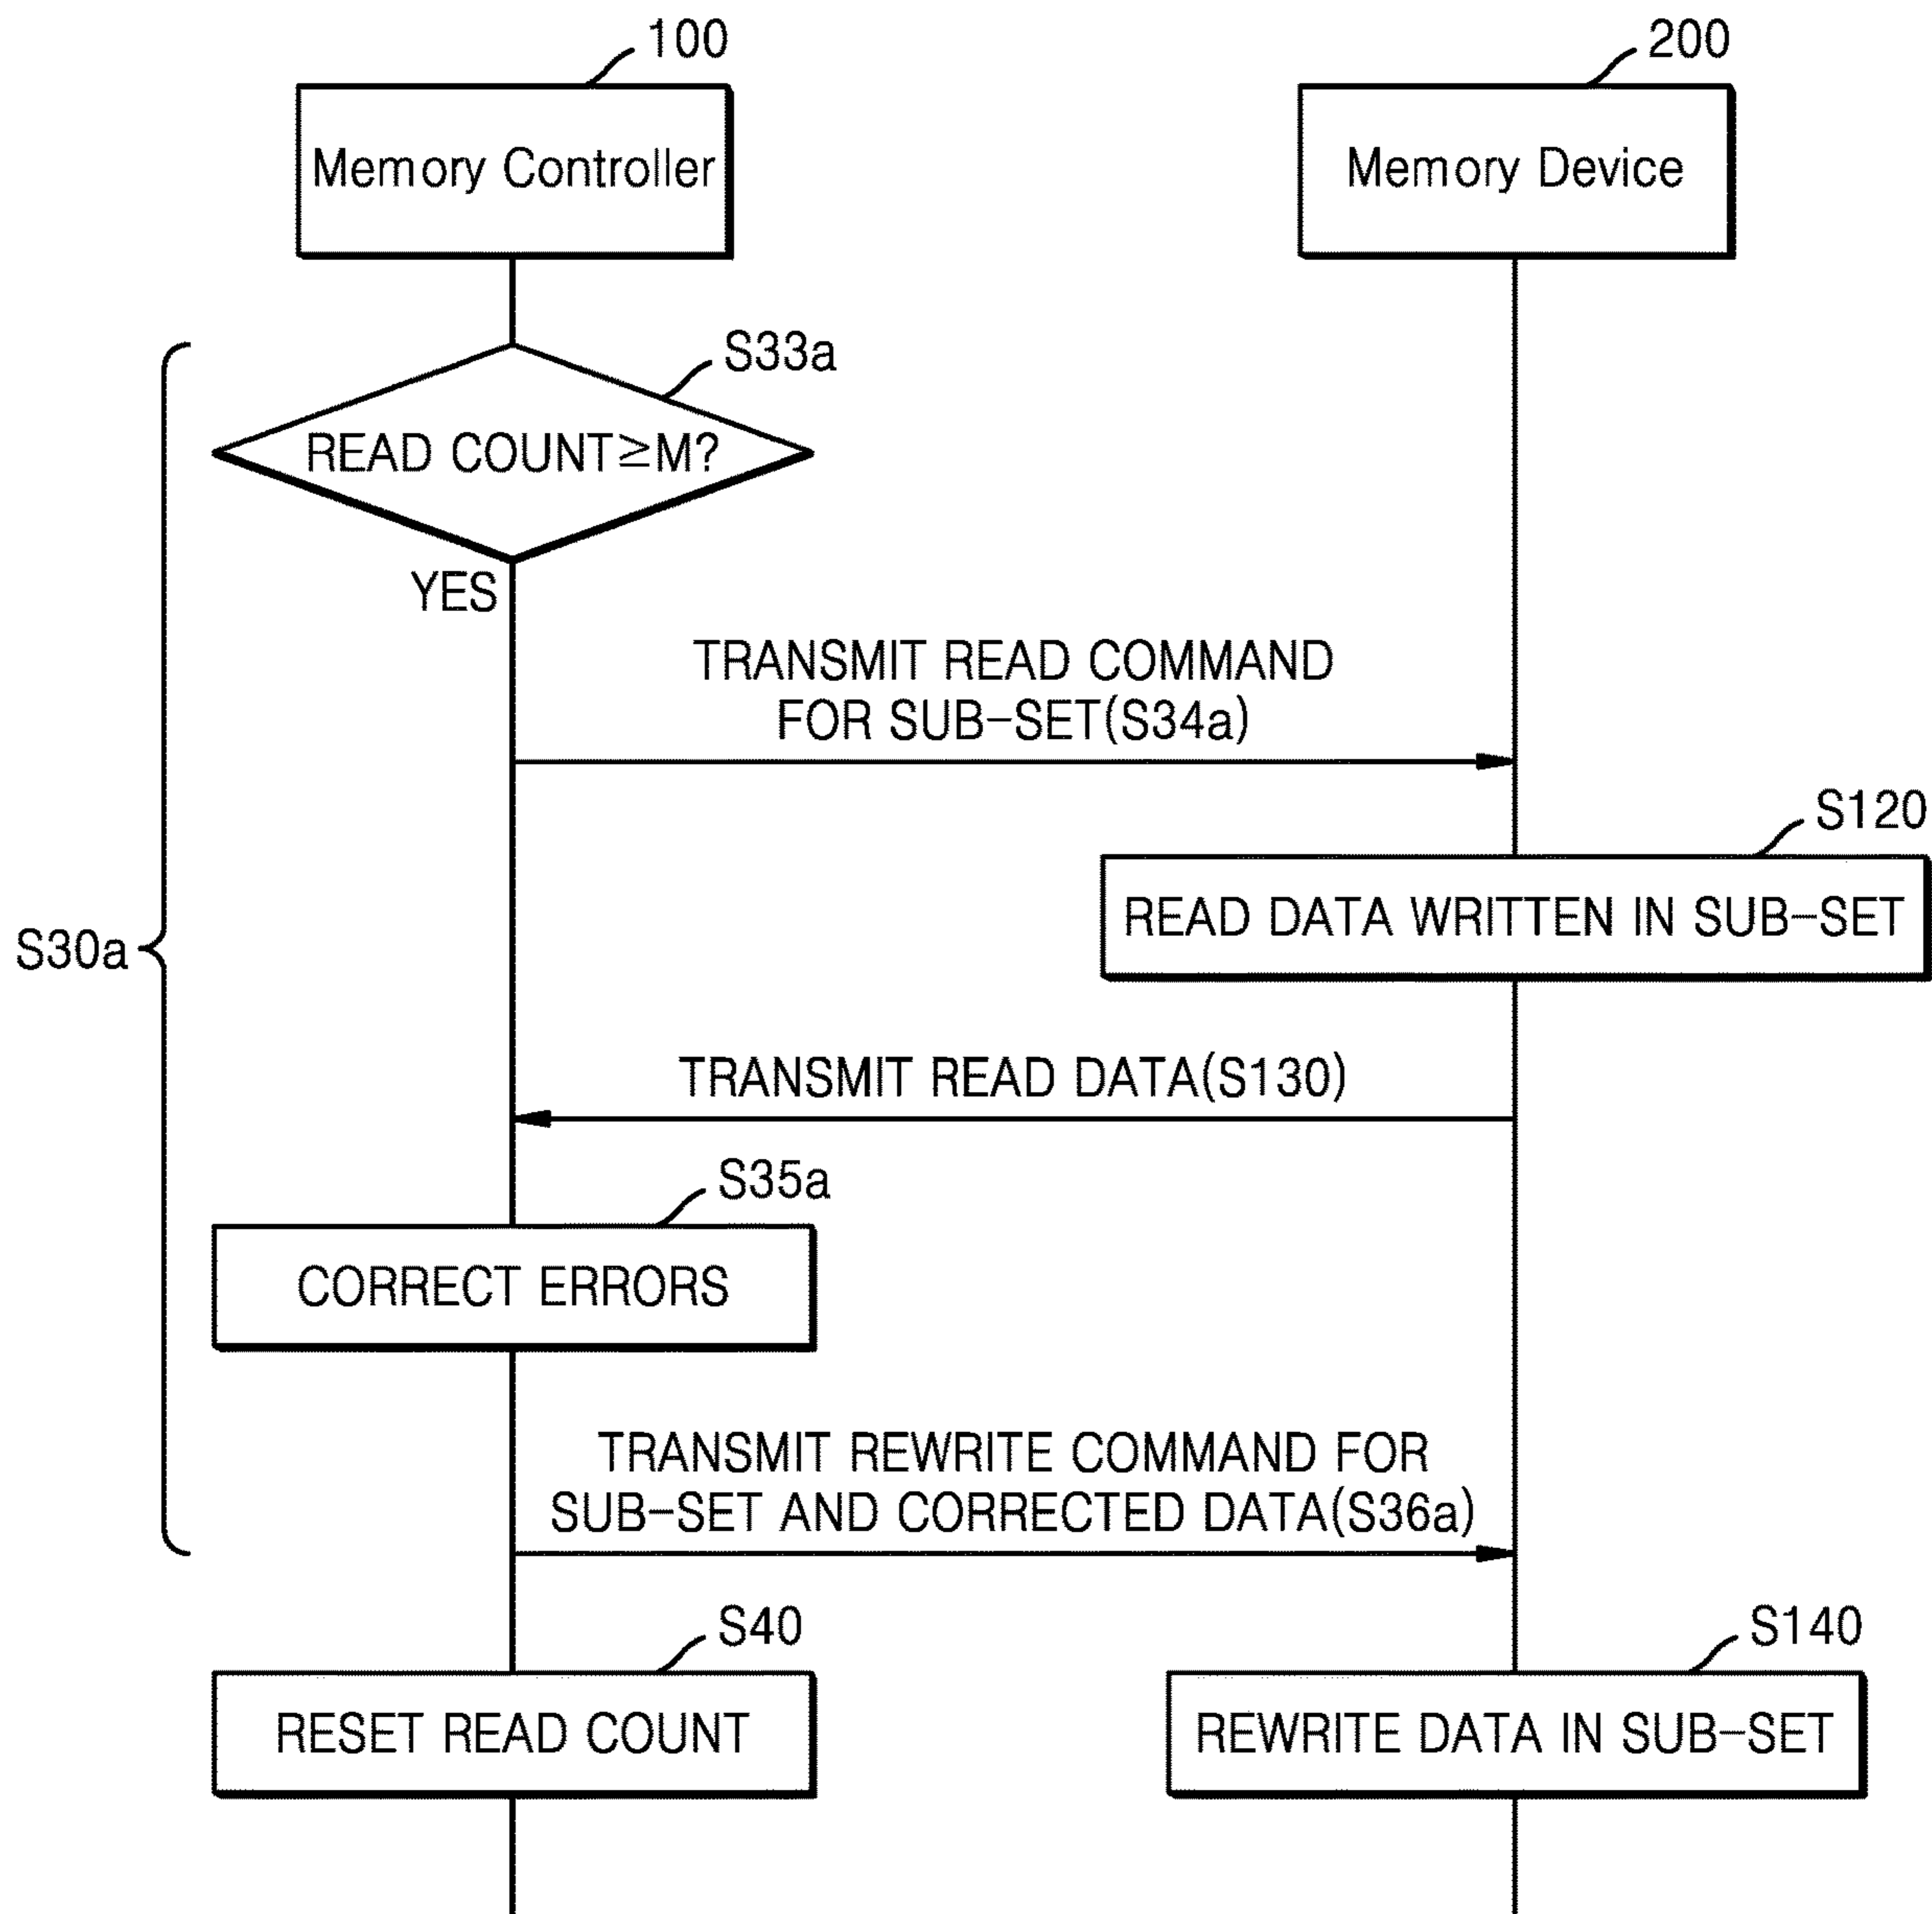 100
200
Memory Controller
Memory Device
S33a
READ COUNT≥M?
YES
TRANSMIT READ COMMAND
FOR SUB-SET(S34a)
S120
READ DATA WRITTEN IN SUB-SET
S30a
TRANSMIT READ DATA(S130)
S35a
CORRECT ERRORS
TRANSMIT REWRITE COMMAND FOR
SUB-SET AND CORRECTED DATA(S36a)
S40
S140
RESET READ COUNT
REWRITE DATA IN SUB-SET